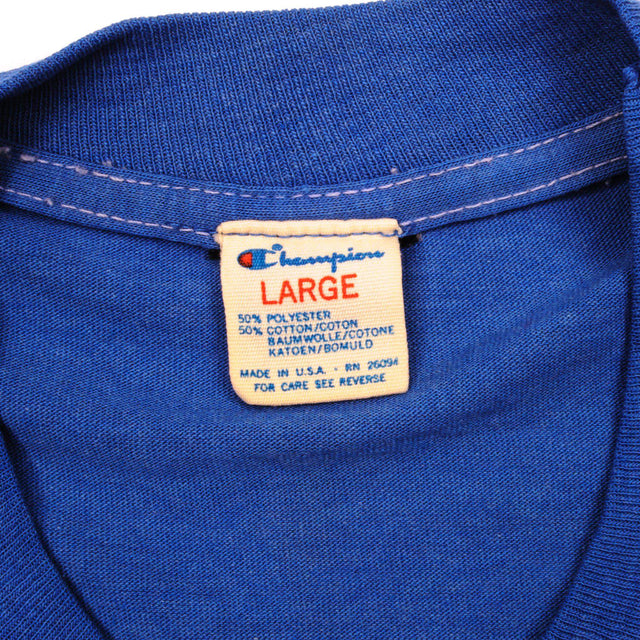 Champion
LARGE
50% POLYESTER
50% COTTON/COTON
BAUMWOLLE/COTONE
KATOEN/BOMULD
MADE IN U.S.A. - RN 26094
FOR CARE SEE REVERSE